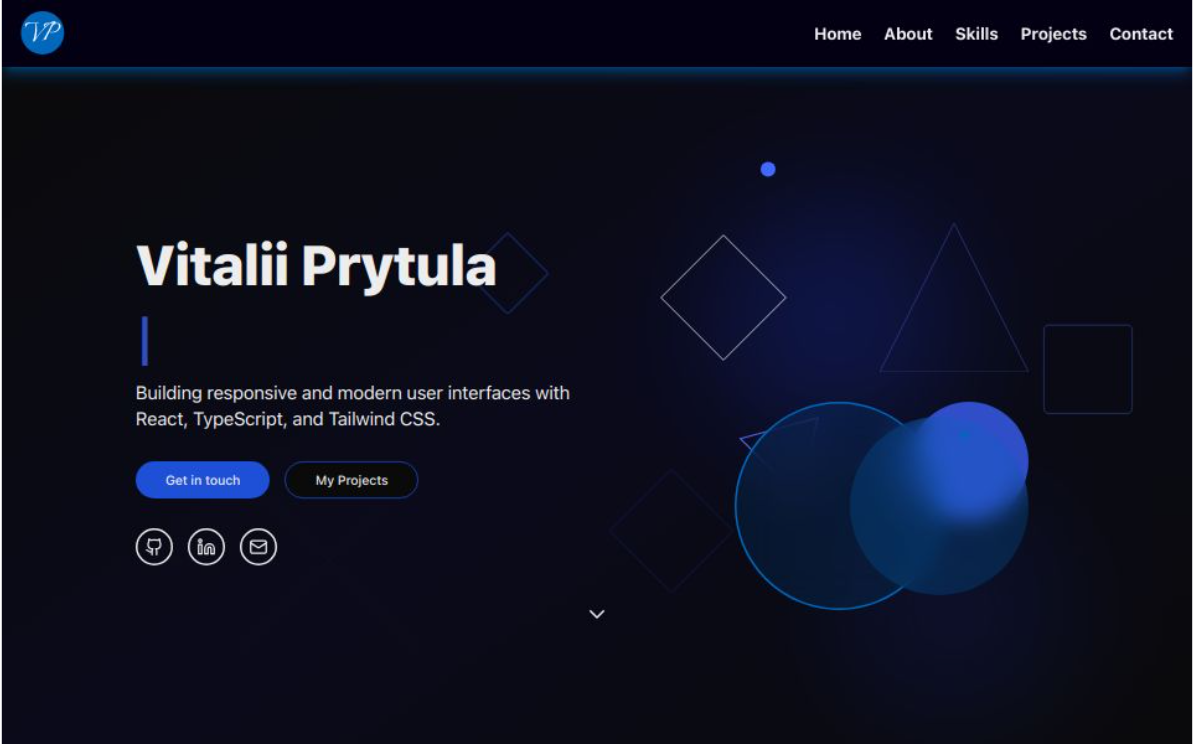 VP
Home About Skills Projects Contact
Vitalii Prytula
Building responsive and modern user interfaces with
React, TypeScript, and Tailwind CSS.
Get in touch My Projects
in